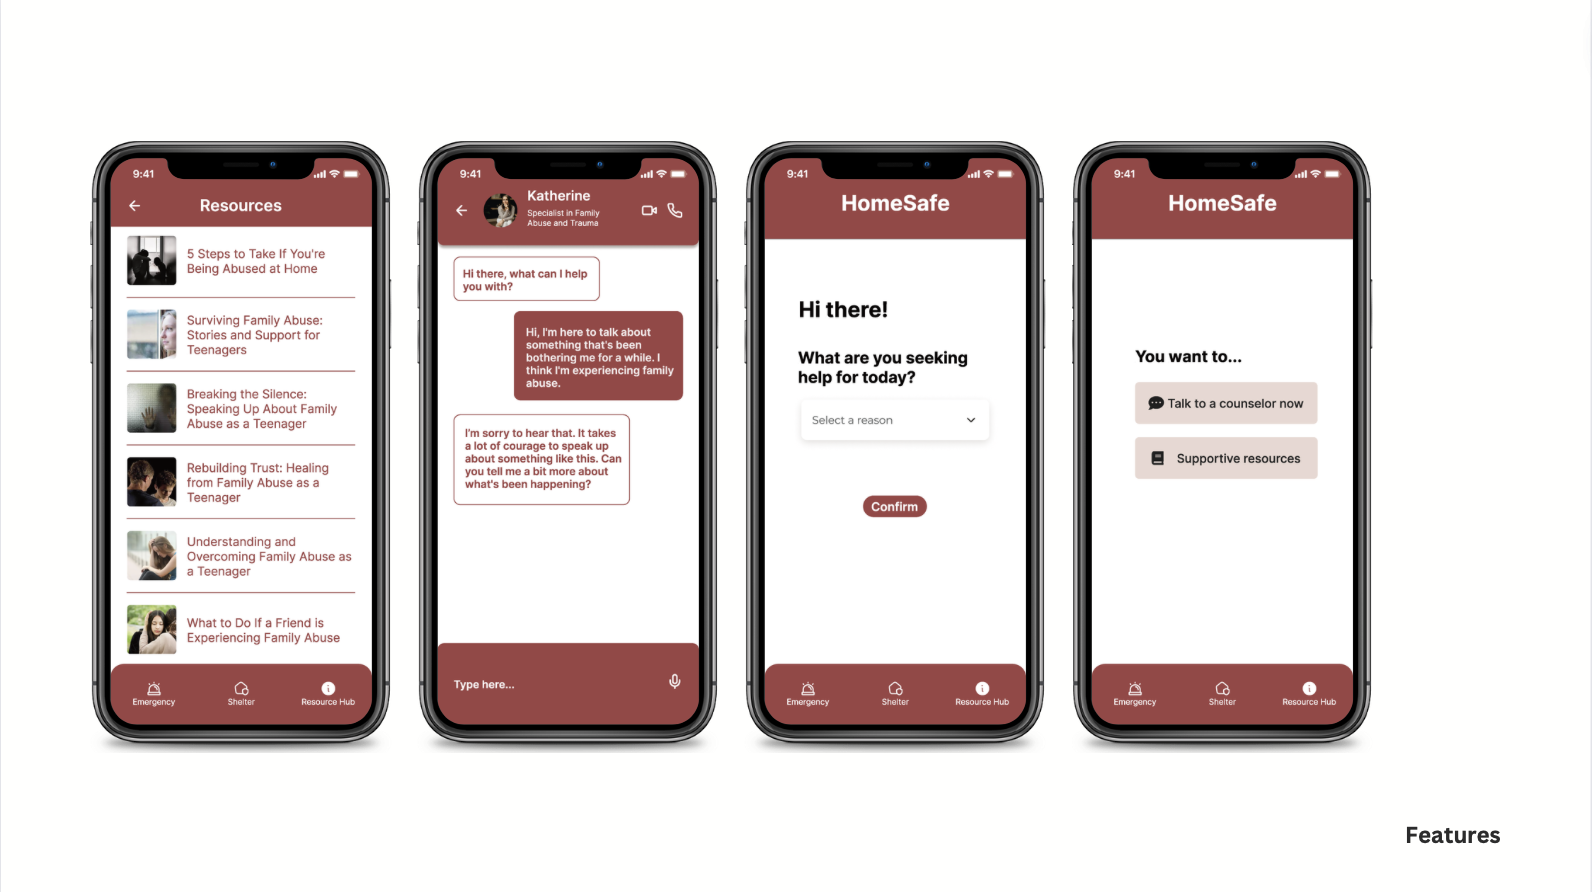 9:41
Resources
5 Steps to Take If You're
Being Abused at Home
Surviving Family Abuse:
Stories and Support for
Teenagers
Breaking the Silence:
Speaking Up About Family
Abuse as a Teenager
Rebuilding Trust: Healing
from Family Abuse as a
Teenager
Understanding and
Overcoming Family Abuse as
a Teenager
What to Do If a Friend is
Experiencing Family Abuse
Emergency
Shelter
Resource Hub
9:41
Katherine
Specialist in Family
Abuse and Trauma
Hi there, what can I help
you with?
Hi, I'm here to talk about
something that's been
bothering me for a while. I
think I'm experiencing family
abuse.
I'm sorry to hear that. It takes
a lot of courage to speak up
about something like this. Can
you tell me a bit more about
what's been happening?
Type here...
9:41
HomeSafe
Hi there!
What are you seeking
help for today?
Select a reason
Confirm
Emergency
Shelter
Resource Hub
9:41
HomeSafe
You want to...
Talk to a counselor now
Supportive resources
Emergency
Shelter
Resource Hub
Features